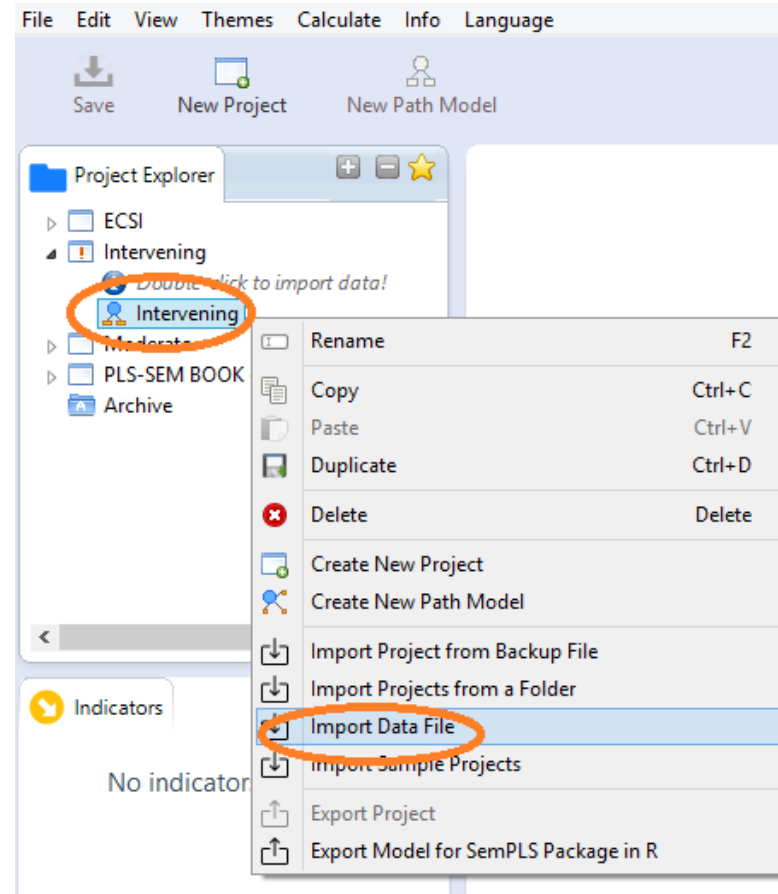 File Edit View Themes Calculate Info Language
Save New Project New Path Model
Project Explorer
ECSI
Intervening
Double-click to import data!
Intervening
Moderator
PLS-SEM BOOK
Archive
Rename F2
Copy Ctrl+C
Paste Ctrl+V
Duplicate Ctrl+D
Delete Delete
Create New Project
Create New Path Model
Import Project from Backup File
Import Projects from a Folder
Import Data File
Import Sample Projects
Export Project
Export Model for SemPLS Package in R
Indicators
No indicator